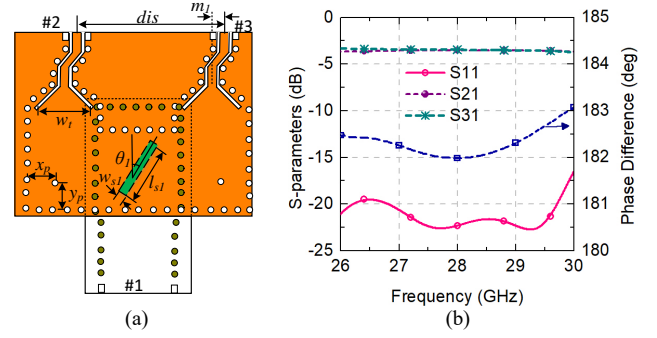 #2 dis m1 #3
wt
xp
yp
θ1
ws1 ls1
#1
(a)
S-parameters (dB)
0
-5
-10
-15
-20
-25
S11
S21
S31
185
184
183
182
181
180
Phase Difference (deg)
26 27 28 29 30
Frequency (GHz)
(b)